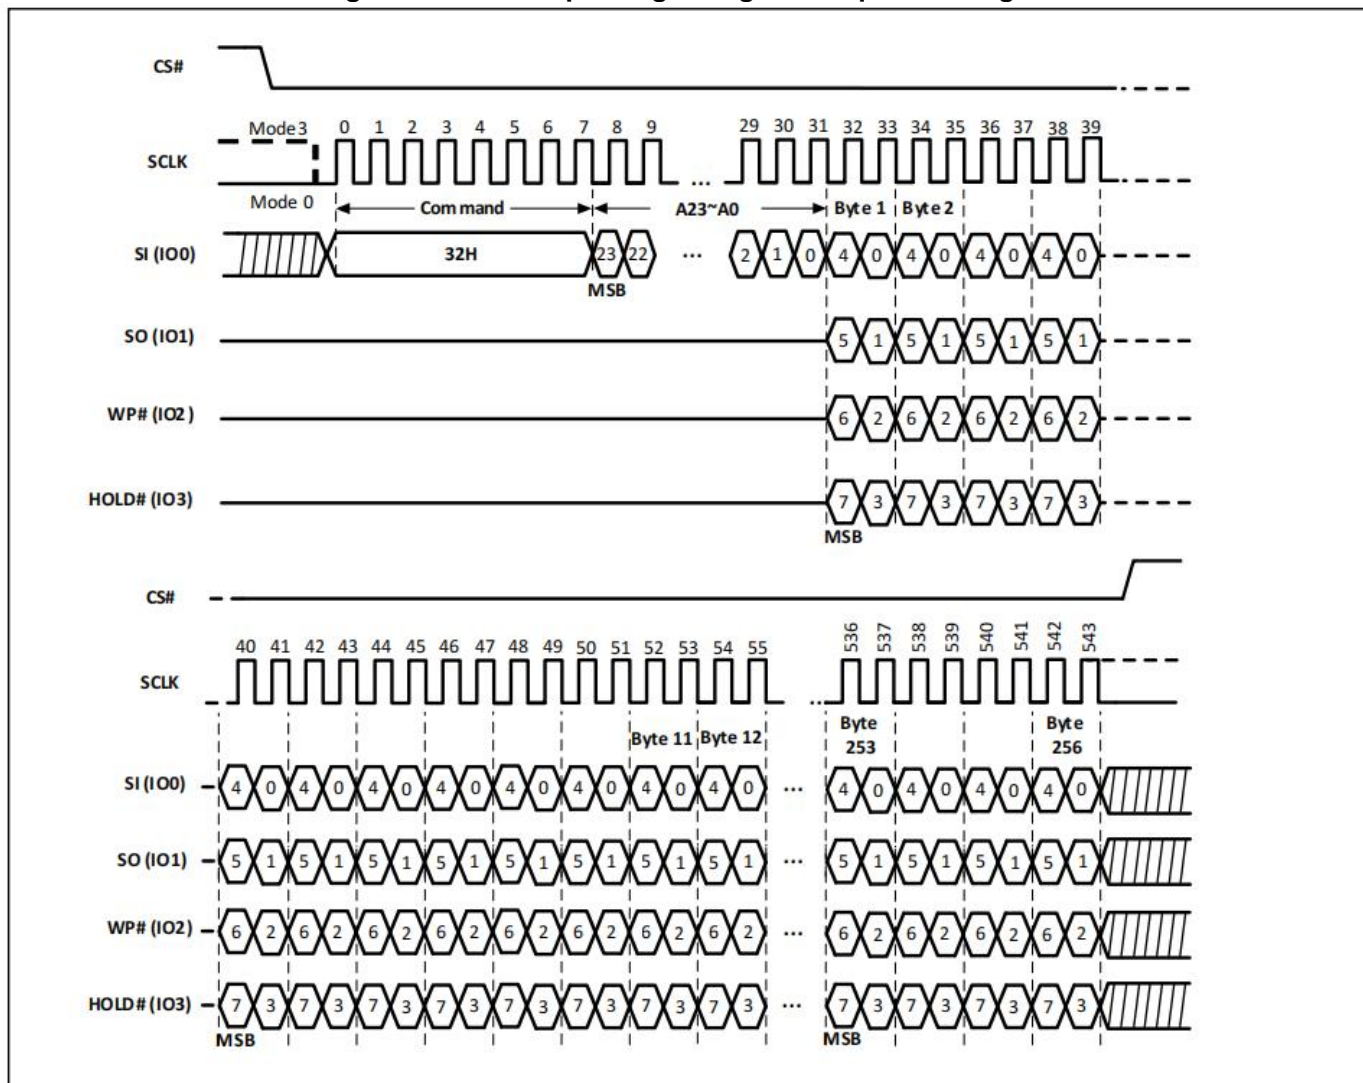 CS#
Mode3
0 1 2 3 4 5 6 7 8 9 29 30 31 32 33 34 35 36 37 38 39
SCLK
...
Mode 0
Command
A23~A0
Byte 1 Byte 2
SI (IO0)
32H
23 22 ... 2 1 0 4 0 4 0 4 0 4 0
MSB
SO (IO1)
5 1 5 1 5 1 5 1
WP# (IO2)
6 2 6 2 6 2 6 2
HOLD# (IO3)
7 3 7 3 7 3 7 3
MSB
CS#
40 41 42 43 44 45 46 47 48 49 50 51 52 53 54 55 536 537 538 539 540 541 542 543
SCLK
...
Byte 11 Byte 12 Byte 253 Byte 256
SI (IO0)
4 0 4 0 4 0 4 0 4 0 4 0 4 0 4 0 ... 4 0 4 0 4 0 4 0
SO (IO1)
5 1 5 1 5 1 5 1 5 1 5 1 5 1 5 1 ... 5 1 5 1 5 1 5 1
WP# (IO2)
6 2 6 2 6 2 6 2 6 2 6 2 6 2 6 2 ... 6 2 6 2 6 2 6 2
HOLD# (IO3)
7 3 7 3 7 3 7 3 7 3 7 3 7 3 7 3 ... 7 3 7 3 7 3 7 3
MSB MSB